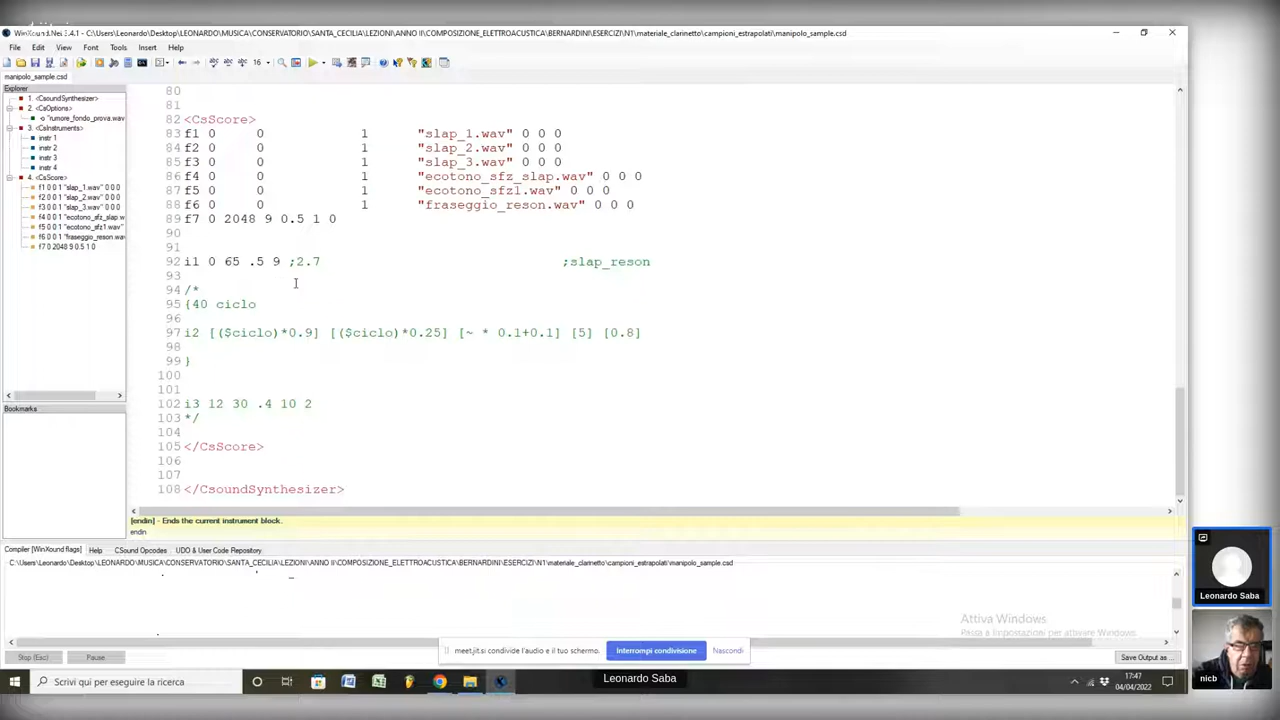 WinXound.Net 3.4.1 - [C:\Users\Leonardo\Desktop\LEONARDO\MUSICA\CONSERVATORIO\SANTA_CECILIA\LEZIONI\ANNO II\COMPOSIZIONE_ELETTROACUSTICA\BERNARDINI\ESERCIZI\N1\materiale_clarinetto\campioni_estrapolati\manipolo_sample.csd
File Edit View Font Tools Insert Help
16
manipolo_sample.csd
Explorer
1. <CsoundSynthesizer>
2. <CsOptions>
"rumore_fondo_prova.wav
3. <CsInstruments>
instr 1
instr 2
instr 3
instr 4
4. <CsScore>
f1 0 0 1 "slap_1.wav" 0 0 0
f2 0 0 1 "slap_2.wav" 0 0 0
f3 0 0 1 "slap_3.wav" 0 0 0
f4 0 0 1 "ecotono_sfz_slap.wav"
f5 0 0 1 "ecotono_sfz1.wav" 0
f6 0 0 1 "fraseggio_reson.wav
f7 0 2048 9 0.5 1 0
Bookmarks
80
81
82 <CsScore>
83 f1 0 0 1 "slap_1.wav" 0 0 0
84 f2 0 0 1 "slap_2.wav" 0 0 0
85 f3 0 0 1 "slap_3.wav" 0 0 0
86 f4 0 0 1 "ecotono_sfz_slap.wav" 0 0 0
87 f5 0 0 1 "ecotono_sfz1.wav" 0 0 0
88 f6 0 0 1 "fraseggio_reson.wav" 0 0 0
89 f7 0 2048 9 0.5 1 0
90
91
92 i1 0 65 .5 9 ;2.7 ;slap_reson
93
94 /*
95 {40 ciclo
96
97 i2 [($ciclo)*0.9] [($ciclo)*0.25] [~ * 0.1+0.1] [5] [0.8]
98
99 }
100
101
102 i3 12 30 .4 10 2
103 */
104
105 </CsScore>
106
107
108 </CsoundSynthesizer>
[endin] - Ends the current instrument block.
endin
Compiler [WinXound flags] Help CSound Opcodes UDO & User Code Repository
C:\Users\Leonardo\Desktop\LEONARDO\MUSICA\CONSERVATORIO\SANTA_CECILIA\LEZIONI\ANNO II\COMPOSIZIONE_ELETTROACUSTICA\BERNARDINI\ESERCIZI\N1\materiale_clarinetto\campioni_estrapolati\manipolo_sample.csd
Attiva Windows
Passa a Impostazioni per attivare Windows.
Stop (Esc) Pause
meet.jit.si condivide l'audio e il tuo schermo. Interrompi condivisione Nascondi
Save Output as ...
Scrivi qui per eseguire la ricerca
17:47
04/04/2022
Leonardo Saba
Leonardo Saba
nicb